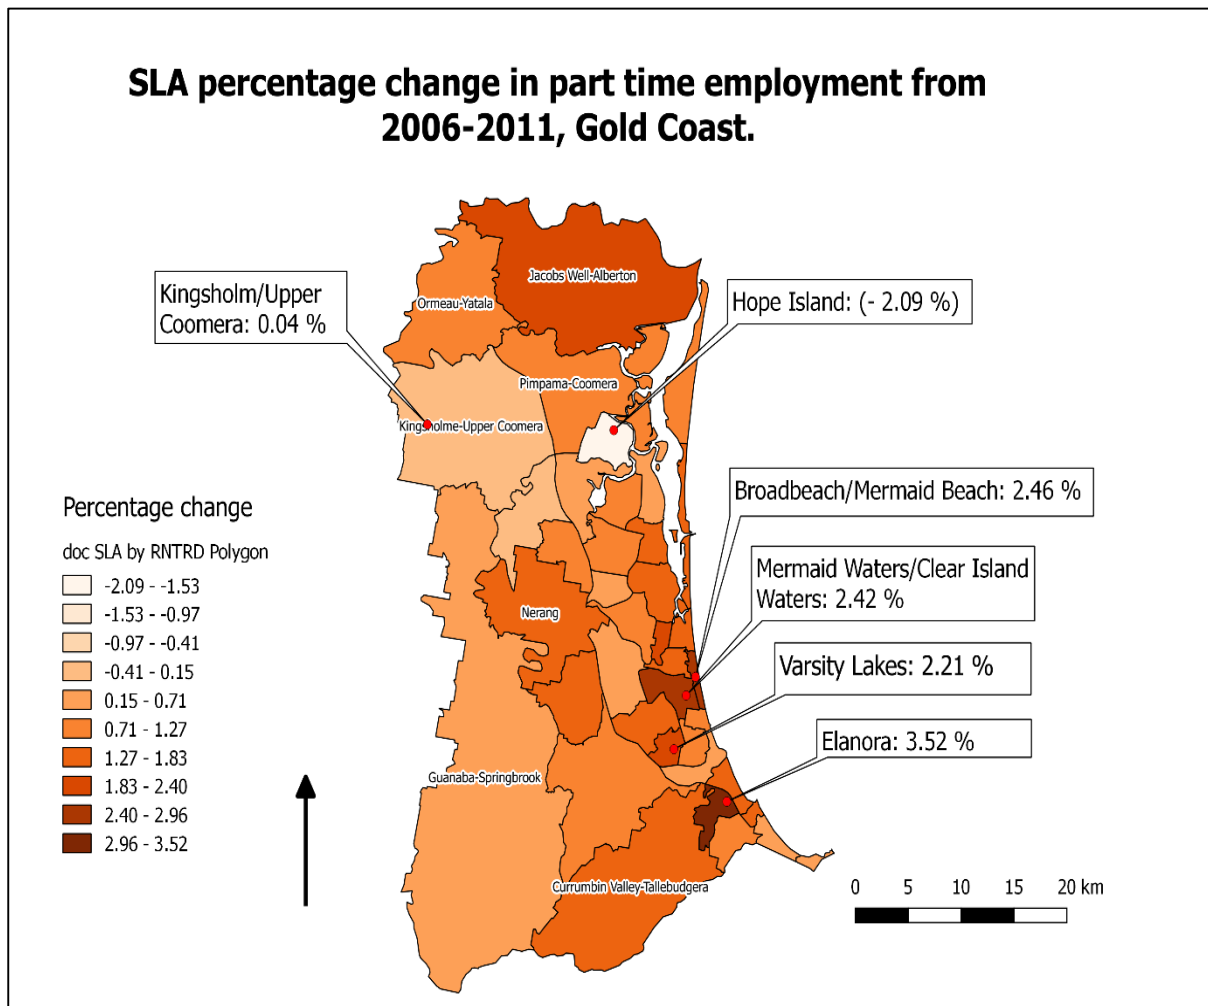 SLA percentage change in part time employment from
2006-2011, Gold Coast.
Jacobs Well-Alberton
Kingsholm/Upper
Coomera: 0.04 %
Hope Island: (- 2.09 %)
Ormeau-Yatala
Pimpama-Coomera
Kingsholme-Upper Coomera
Broadbeach/Mermaid Beach: 2.46 %
Percentage change
doc SLA by RNTRD Polygon
-2.09 - -1.53
-1.53 - -0.97
-0.97 - -0.41
-0.41 - 0.15
0.15 - 0.71
0.71 - 1.27
1.27 - 1.83
1.83 - 2.40
2.40 - 2.96
2.96 - 3.52
Mermaid Waters/Clear Island
Waters: 2.42 %
Nerang
Varsity Lakes: 2.21 %
Elanora: 3.52 %
Guanaba-Springbrook
Currumbin Valley-Tallebudgera
0 5 10 15 20 km